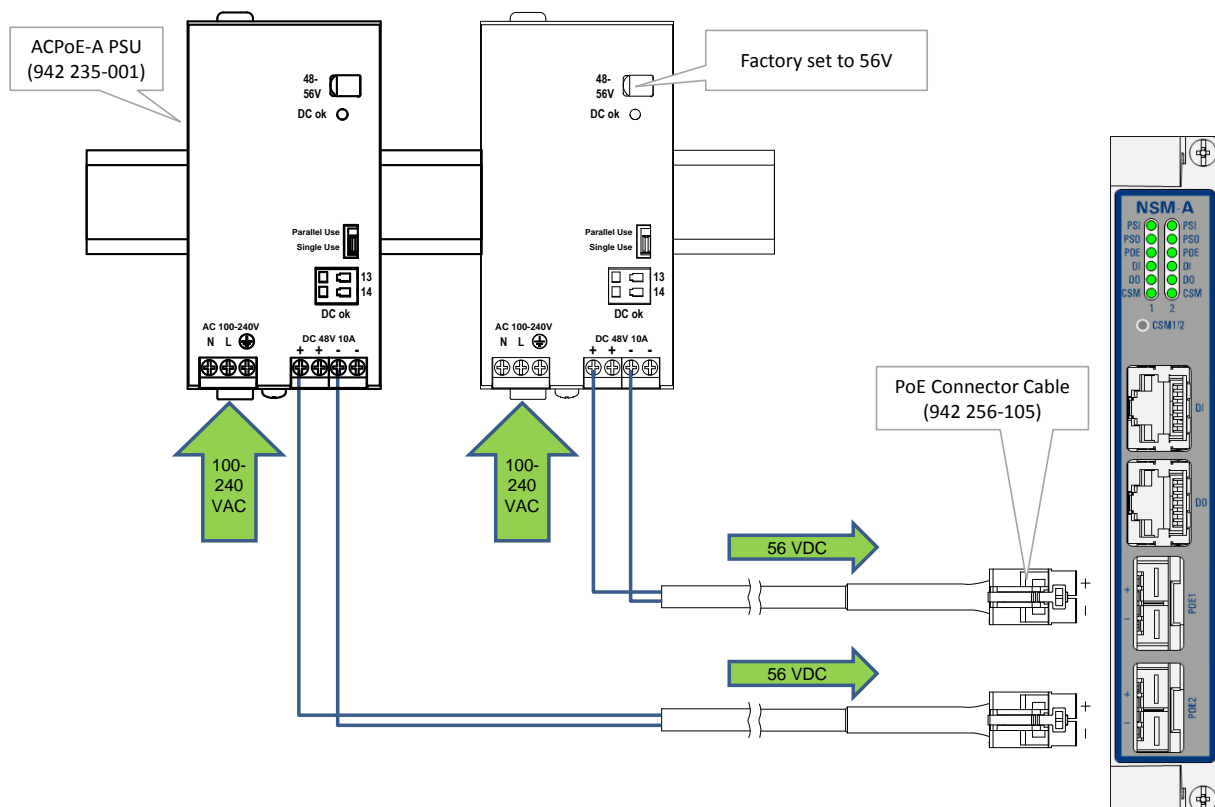 ACPoE-A PSU
(942 235-001)
48-
56V
DC ok
Parallel Use
Single Use
13
14
DC ok
AC 100-240V
N L
DC 48V 10A
+ + - -
100-
240
VAC
Factory set to 56V
48-
56V
DC ok
Parallel Use
Single Use
13
14
DC ok
AC 100-240V
N L
DC 48V 10A
+ + - -
100-
240
VAC
PoE Connector Cable
(942 256-105)
56 VDC
+
-
56 VDC
+
-
NSM-A
PSI PSI
PSO PSO
POE POE
DI DI
DO DO
CSM CSM
1 2
CSM1/2
DI
DO
+
-
POE1
+
-
POE2